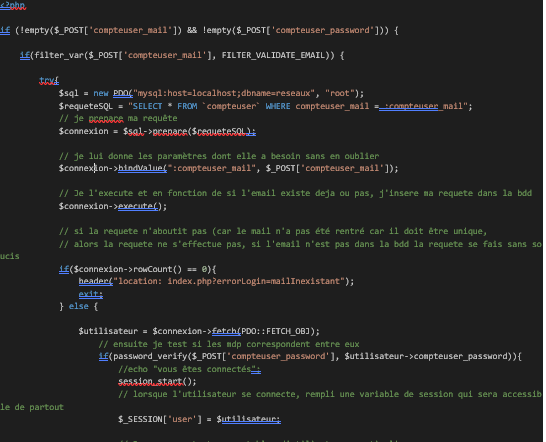 <?php
if (!empty($_POST['compteuser_mail']) && !empty($_POST['compteuser_password'])) {
if(filter_var($_POST['compteuser_mail'], FILTER_VALIDATE_EMAIL)) {
try{
$sql = new PDO("mysql:host=localhost;dbname=reseaux", "root");
$requeteSQL = "SELECT * FROM `compteuser` WHERE compteuser_mail = :compteuser_mail";
// je prepare ma requête
$connexion = $sql->prepare($requeteSQL);
// je lui donne les paramètres dont elle a besoin sans en oublier
$connexion->bindValue(":compteuser_mail", $_POST['compteuser_mail']);
// Je l'execute et en fonction de si l'email existe deja ou pas, j'insere ma requete dans la bdd
$connexion->execute();
// si la requete n'aboutit pas (car le mail n'a pas été rentré car il doit être unique,
// alors la requete ne s'effectue pas, si l'email n'est pas dans la bdd la requete se fais sans so
ucis
if($connexion->rowCount() == 0){
header("location: index.php?errorLogin=mailInexistant");
exit;
} else {
$utilisateur = $connexion->fetch(PDO::FETCH_OBJ);
// ensuite je test si les mdp correspondent entre eux
if(password_verify($_POST['compteuser_password'], $utilisateur->compteuser_password)){
//echo "vous êtes connectés";
session_start();
// lorsque l'utilisateur se connecte, rempli une variable de session qui sera accessib
le de partout
$_SESSION['user'] = $utilisateur;